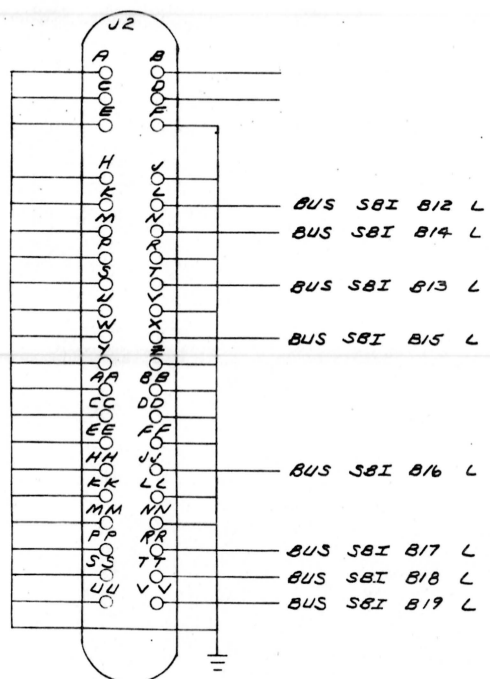 J2
A B
C D
E F
H J
K L BUS SBI B12 L
M N BUS SBI B14 L
P R
S T BUS SBI B13 L
U V
W X BUS SBI B15 L
Y Z
AA BB
CC DD
EE FF
HH JJ BUS SBI B16 L
KK LL
MM NN
PP RR BUS SBI B17 L
SS TT BUS SBI B18 L
UU VV BUS SBI B19 L